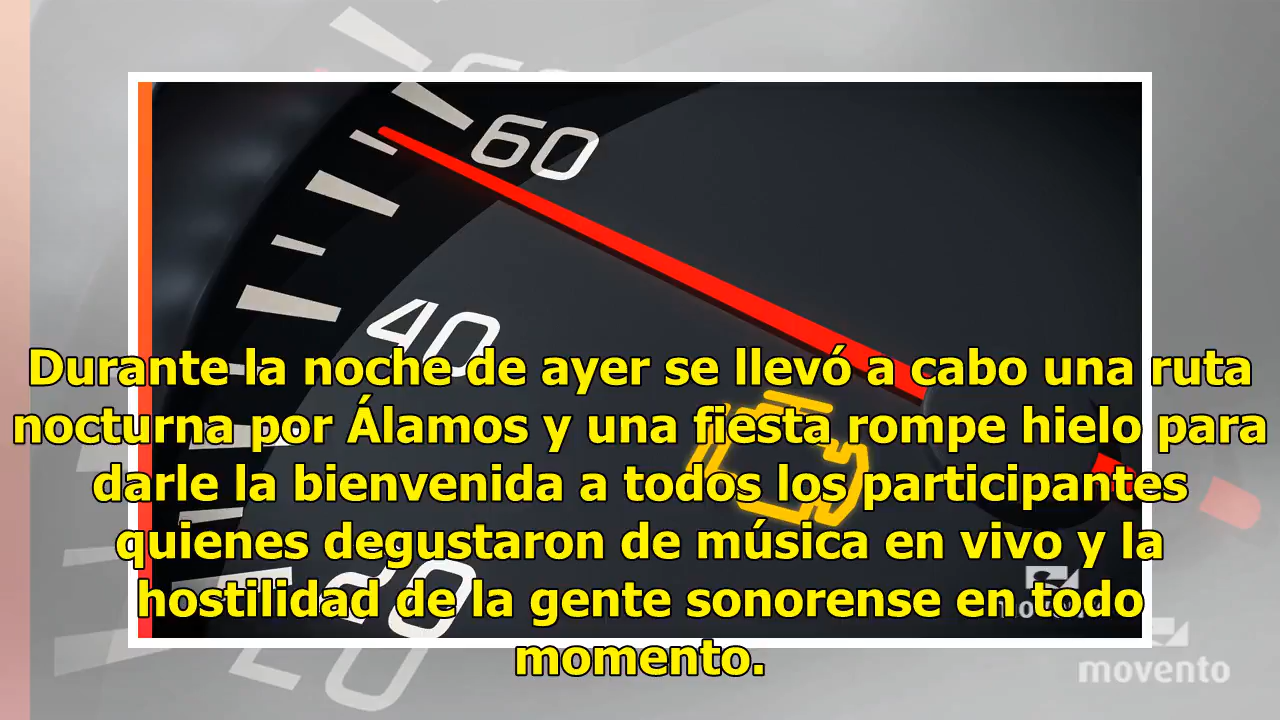 60
40
Durante la noche de ayer se llevó a cabo una ruta
nocturna por Álamos y una fiesta rompe hielo para
darle la bienvenida a todos los participantes
quienes degustaron de música en vivo y la
hostilidad de la gente sonorense en todo
momento.
20
movento